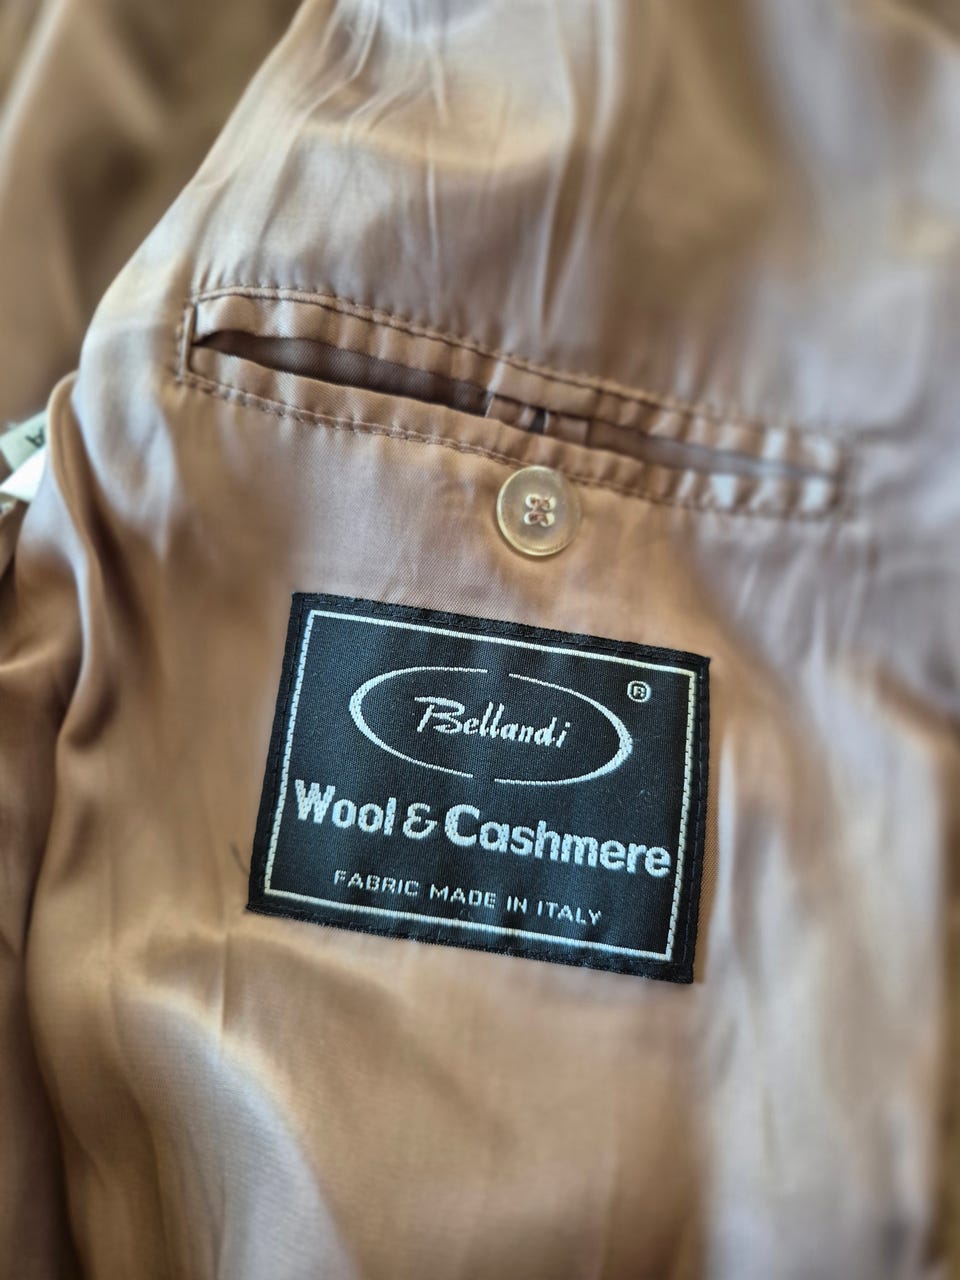 Bellandi ®
Wool & Cashmere
FABRIC MADE IN ITALY